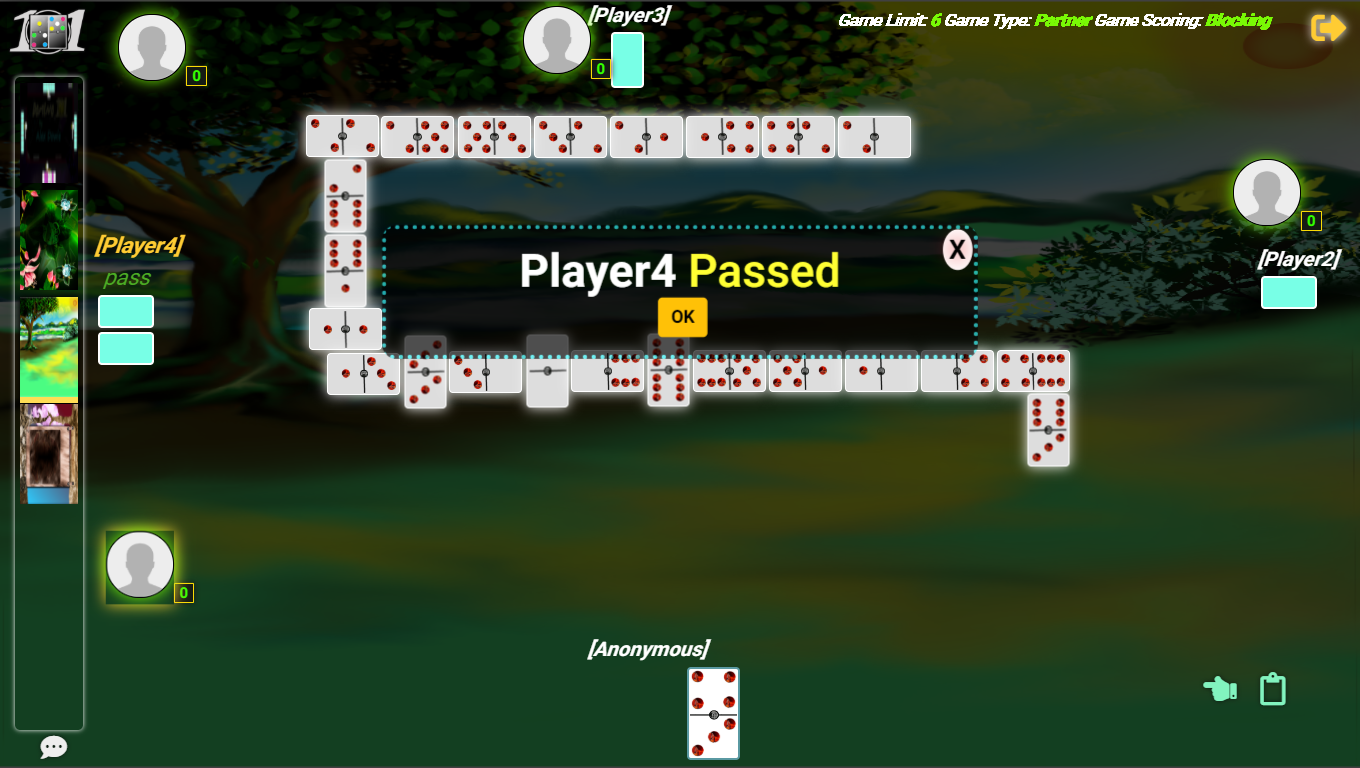 101
[Player3]
Game Limit: 6 Game Type: Partner Game Scoring: Blocking
0
0
0
[Player4]
pass
[Player2]
X
Player4 Passed
OK
0
[Anonymous]